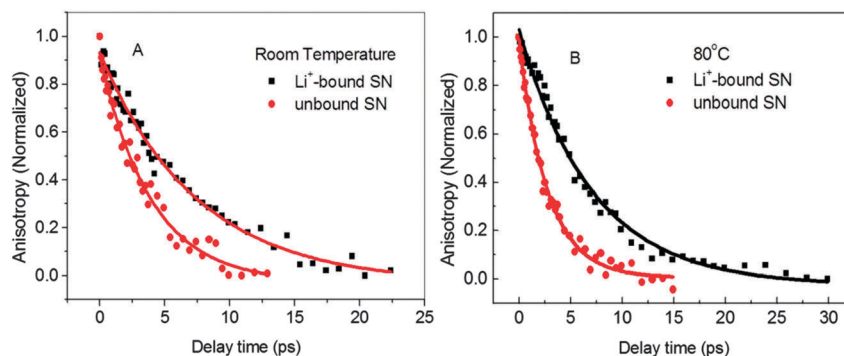 A
Room Temperature
Li⁺-bound SN
unbound SN
Anisotropy (Normalized)
1.0
0.8
0.6
0.4
0.2
0.0
0
5
10
15
20
25
Delay time (ps)
B
80°C
Li⁺-bound SN
unbound SN
Anisotropy (Normalized)
1.0
0.8
0.6
0.4
0.2
0.0
0
5
10
15
20
25
30
Delay time (ps)